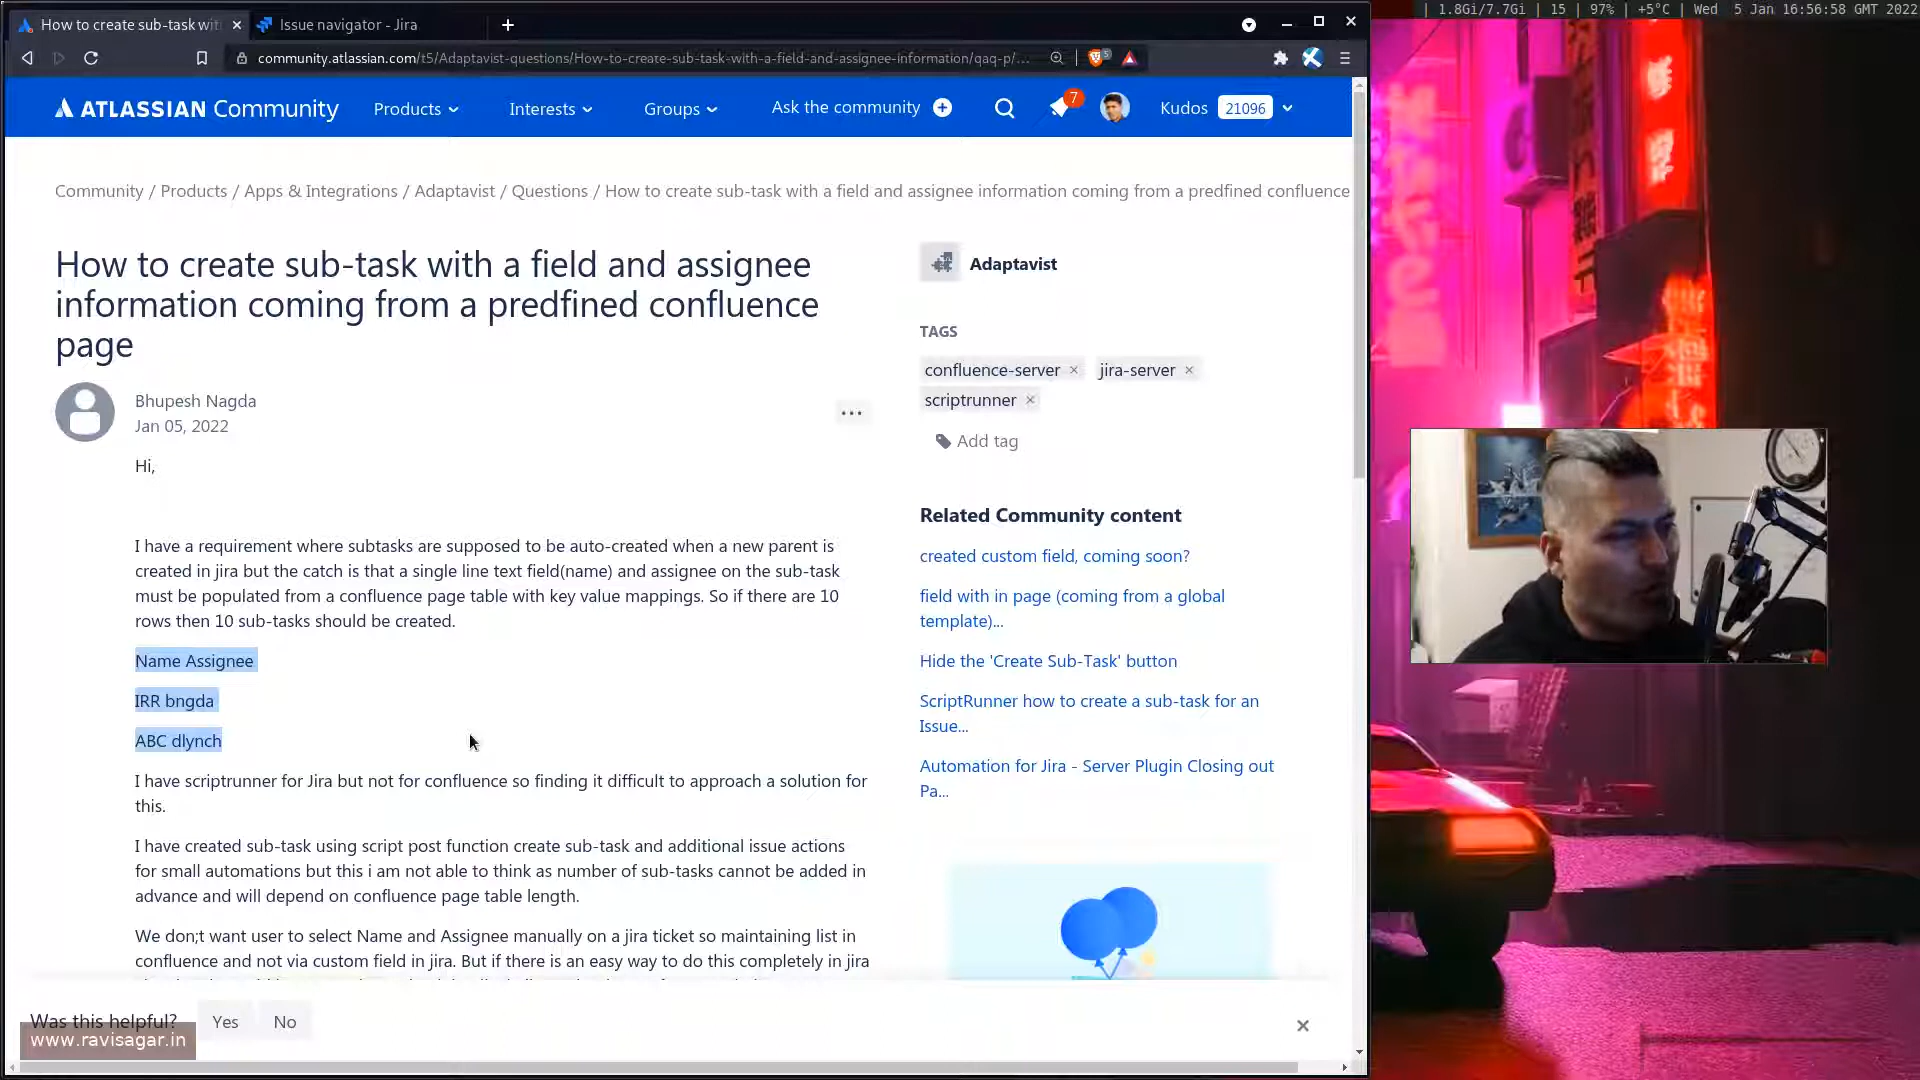 | 1.8Gi/7.7Gi | 15 | 97% | +5°C | Wed 5 Jan 16:56:58 GMT 2022
How to create sub-task wit
Issue navigator - Jira
community.atlassian.com/t5/Adaptavist-questions/How-to-create-sub-task-with-a-field-and-assignee-information/qaq-p/...
5
ATLASSIAN Community
Products
Interests
Groups
Ask the community
7
Kudos 21096
Community / Products / Apps & Integrations / Adaptavist / Questions / How to create sub-task with a field and assignee information coming from a predfined confluence
How to create sub-task with a field and assignee
information coming from a predfined confluence
page
Bhupesh Nagda
Jan 05, 2022
Hi,
I have a requirement where subtasks are supposed to be auto-created when a new parent is
created in jira but the catch is that a single line text field(name) and assignee on the sub-task
must be populated from a confluence page table with key value mappings. So if there are 10
rows then 10 sub-tasks should be created.
Name Assignee
IRR bngda
ABC dlynch
I have scriptrunner for Jira but not for confluence so finding it difficult to approach a solution for
this.
I have created sub-task using script post function create sub-task and additional issue actions
for small automations but this i am not able to think as number of sub-tasks cannot be added in
advance and will depend on confluence page table length.
We don;t want user to select Name and Assignee manually on a jira ticket so maintaining list in
confluence and not via custom field in jira. But if there is an easy way to do this completely in jira
Adaptavist
TAGS
confluence-server ×
jira-server ×
scriptrunner ×
Add tag
Related Community content
created custom field, coming soon?
field with in page (coming from a global
template)...
Hide the 'Create Sub-Task' button
ScriptRunner how to create a sub-task for an
Issue...
Automation for Jira - Server Plugin Closing out
Pa...
Was this helpful?
Yes
No
www.ravisagar.in